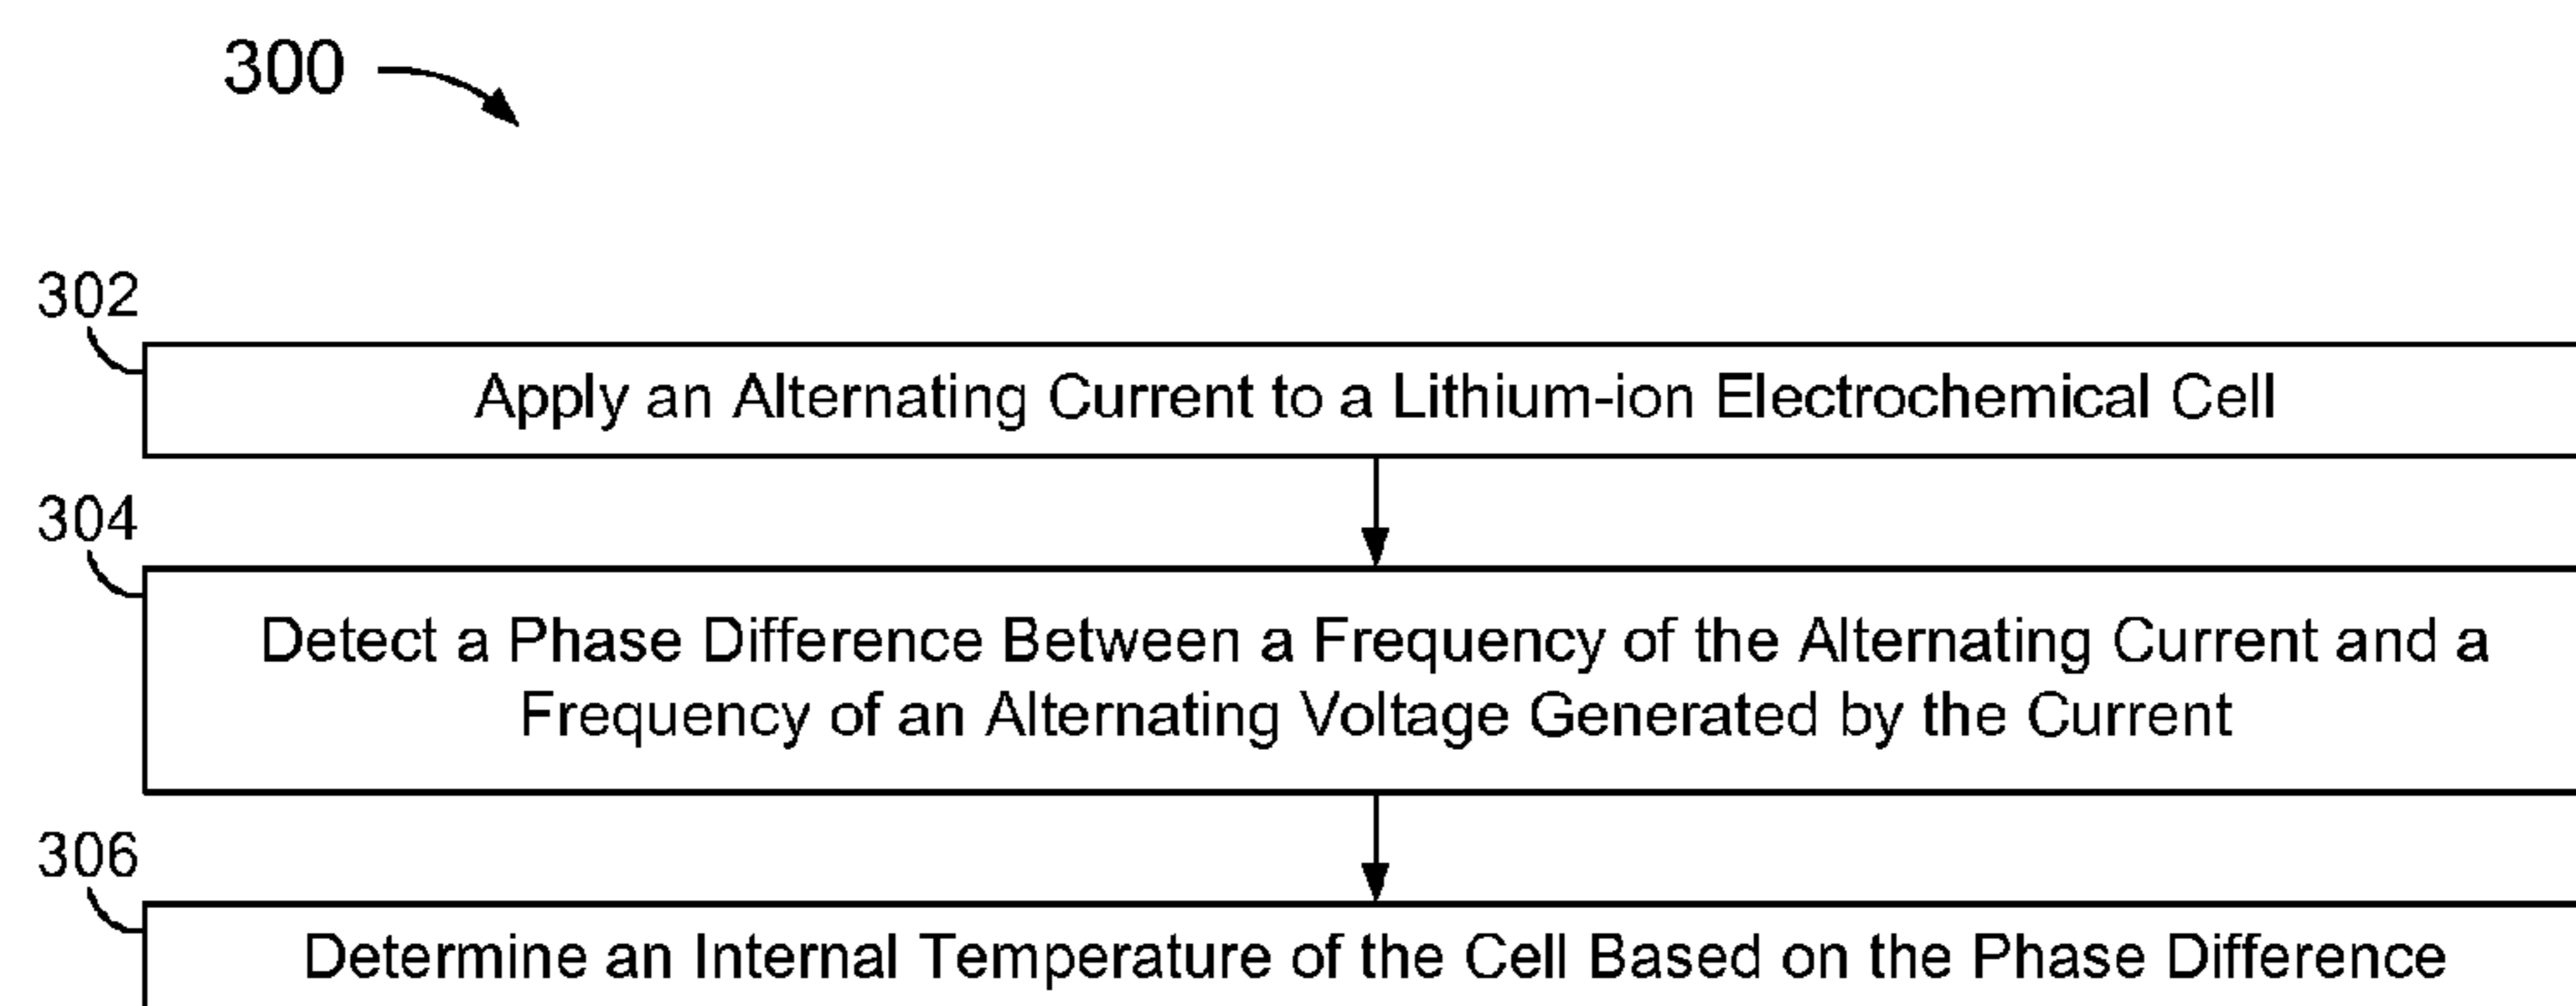 300
302
Apply an Alternating Current to a Lithium-ion Electrochemical Cell
304
Detect a Phase Difference Between a Frequency of the Alternating Current and a
Frequency of an Alternating Voltage Generated by the Current
306
Determine an Internal Temperature of the Cell Based on the Phase Difference